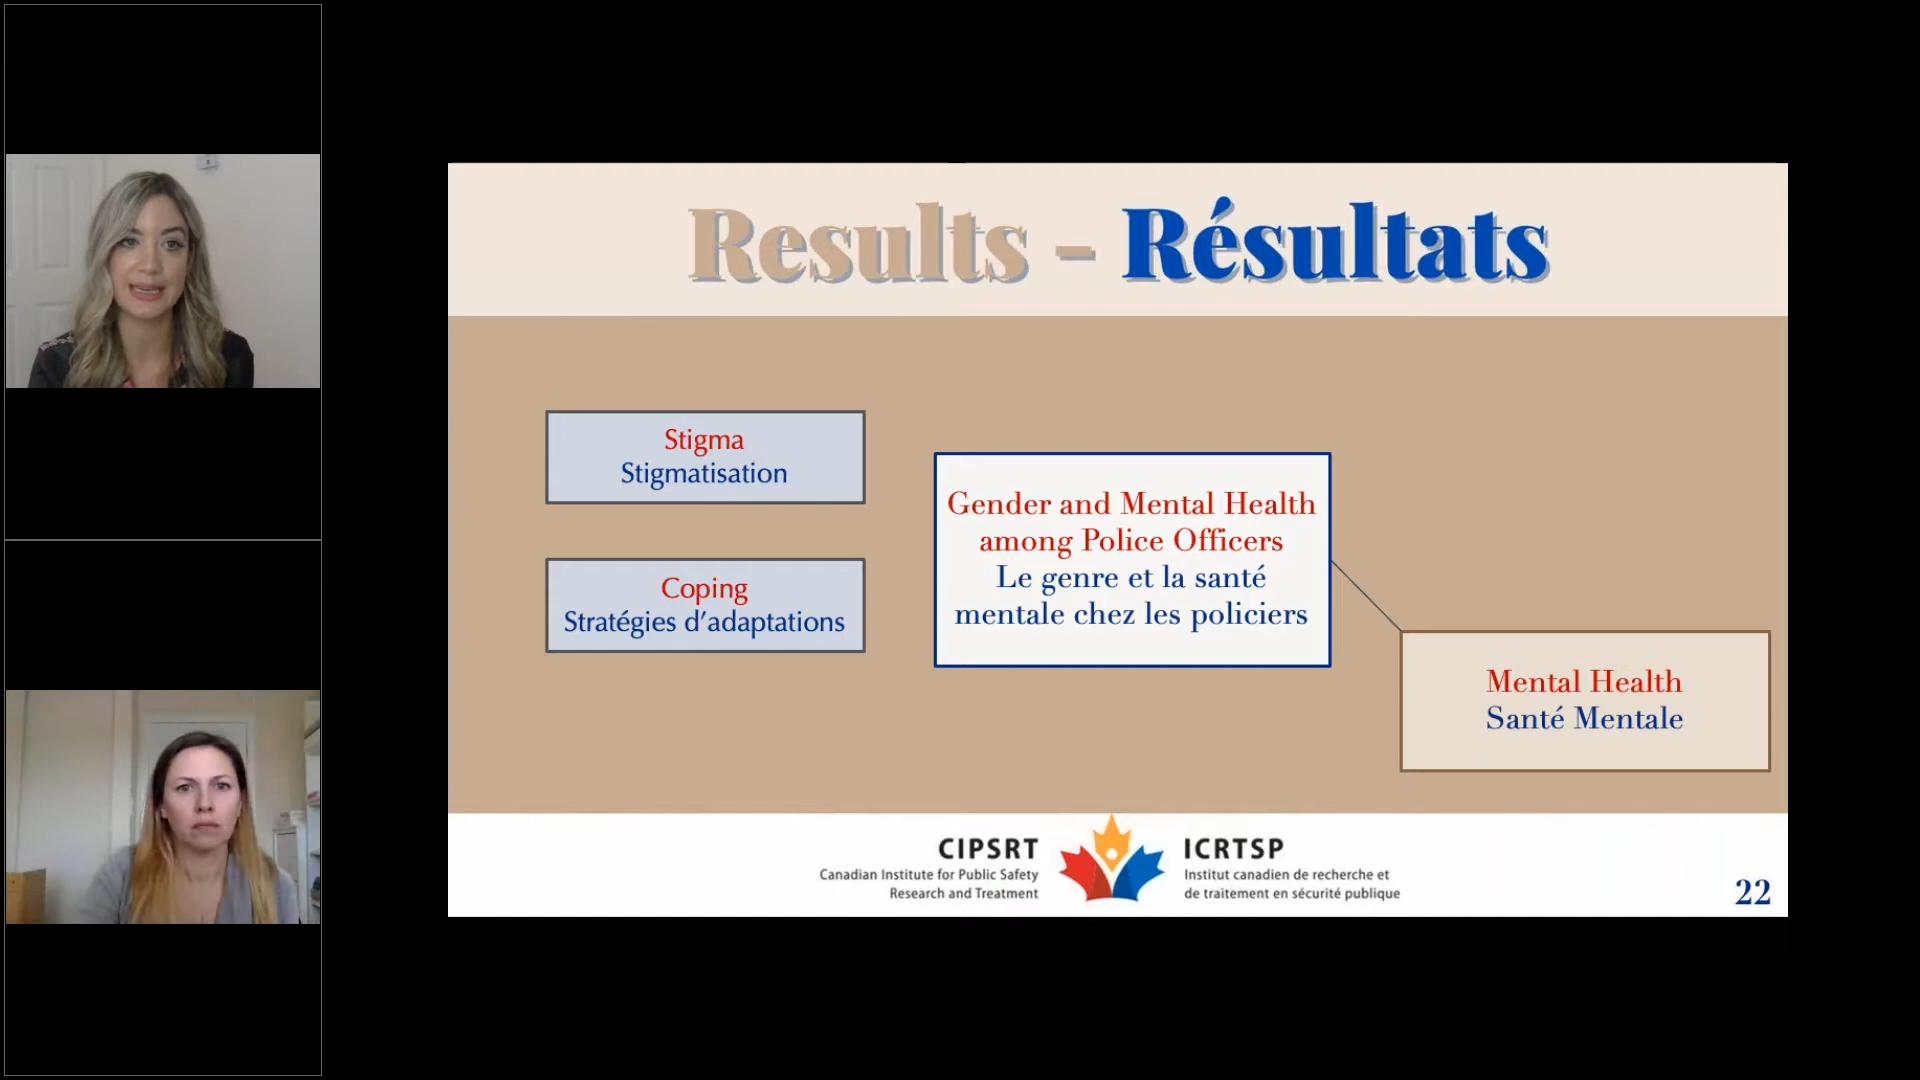 Results - Résultats
Stigma
Stigmatisation
Coping
Stratégies d’adaptations
Gender and Mental Health
among Police Officers
Le genre et la santé
mentale chez les policiers
Mental Health
Santé Mentale
CIPSRT
Canadian Institute for Public Safety
Research and Treatment
ICRTSP
Institut canadien de recherche et
de traitement en sécurité publique
22